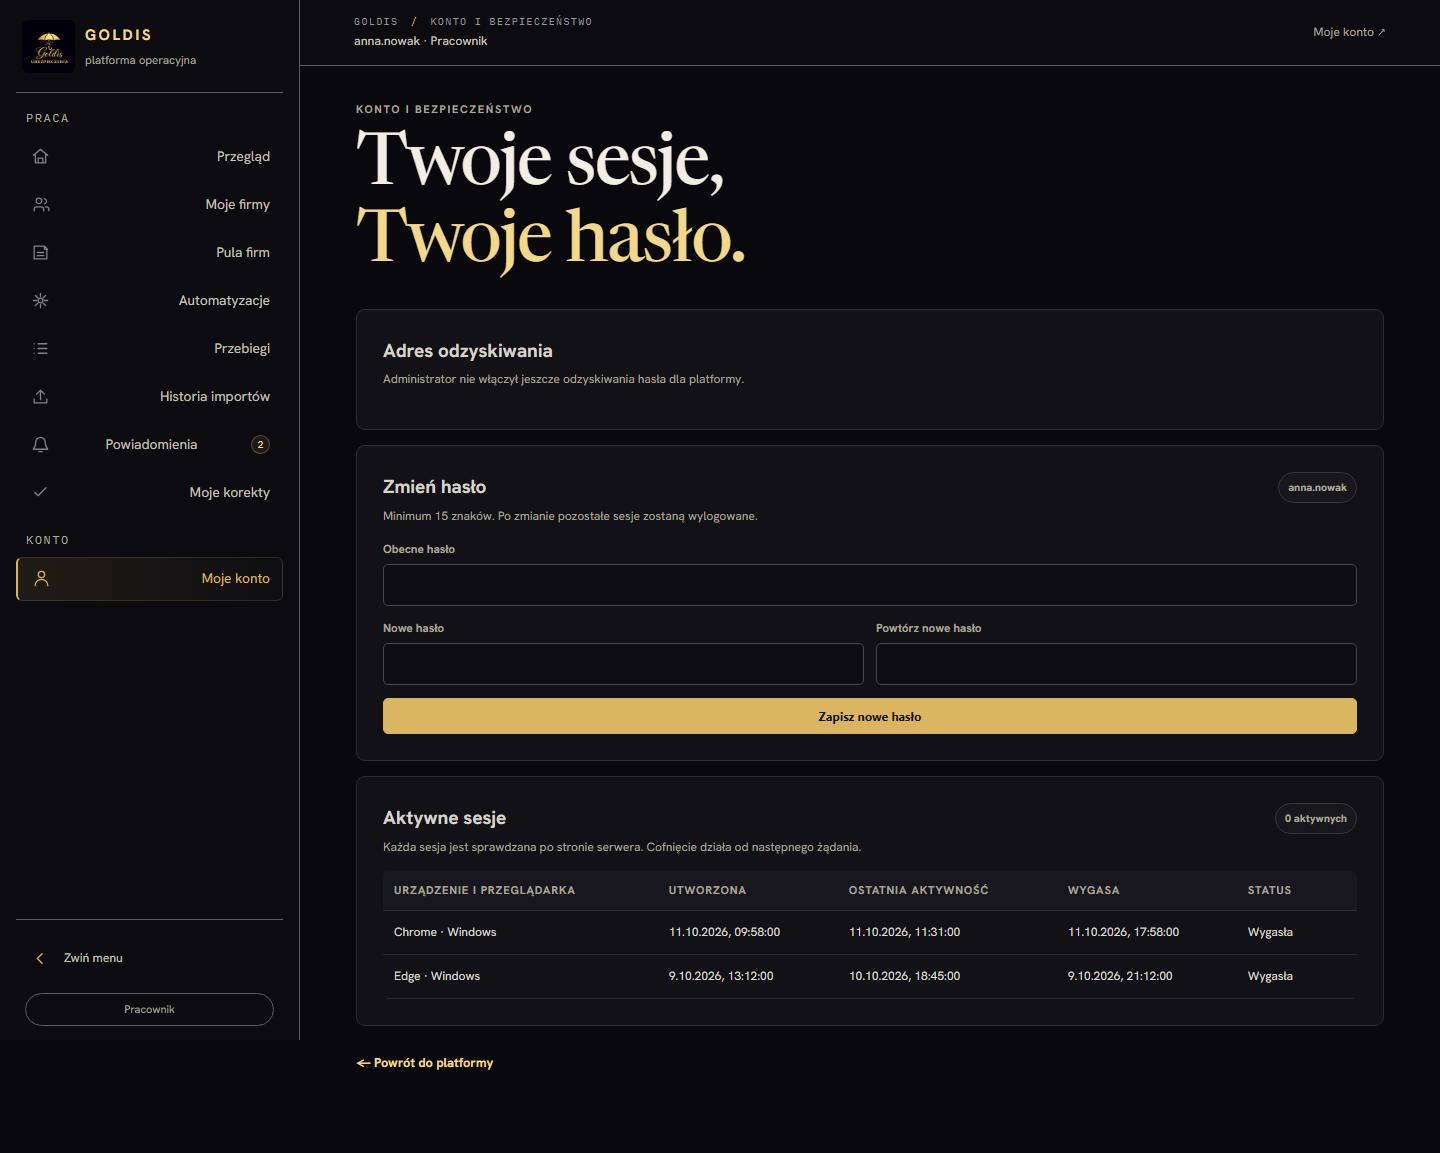 Goldis
UBEZPIECZENIA
GOLDIS
platforma operacyjna
PRACA
Przegląd
Moje firmy
Pula firm
Automatyzacje
Przebiegi
Historia importów
Powiadomienia 2
Moje korekty
KONTO
Moje konto
Zwiń menu
Pracownik
GOLDIS / KONTO I BEZPIECZEŃSTWO
anna.nowak · Pracownik
Moje konto ↗
KONTO I BEZPIECZEŃSTWO
Twoje sesje,
Twoje hasło.
Adres odzyskiwania
Administrator nie włączył jeszcze odzyskiwania hasła dla platformy.
Zmień hasło
anna.nowak
Minimum 15 znaków. Po zmianie pozostałe sesje zostaną wylogowane.
Obecne hasło
Nowe hasło Powtórz nowe hasło
Zapisz nowe hasło
Aktywne sesje
0 aktywnych
Każda sesja jest sprawdzana po stronie serwera. Cofnięcie działa od następnego żądania.
URZĄDZENIE I PRZEGLĄDARKA UTWORZONA OSTATNIA AKTYWNOŚĆ WYGASA STATUS
Chrome · Windows 11.10.2026, 09:58:00 11.10.2026, 11:31:00 11.10.2026, 17:58:00 Wygasła
Edge · Windows 9.10.2026, 13:12:00 10.10.2026, 18:45:00 9.10.2026, 21:12:00 Wygasła
← Powrót do platformy